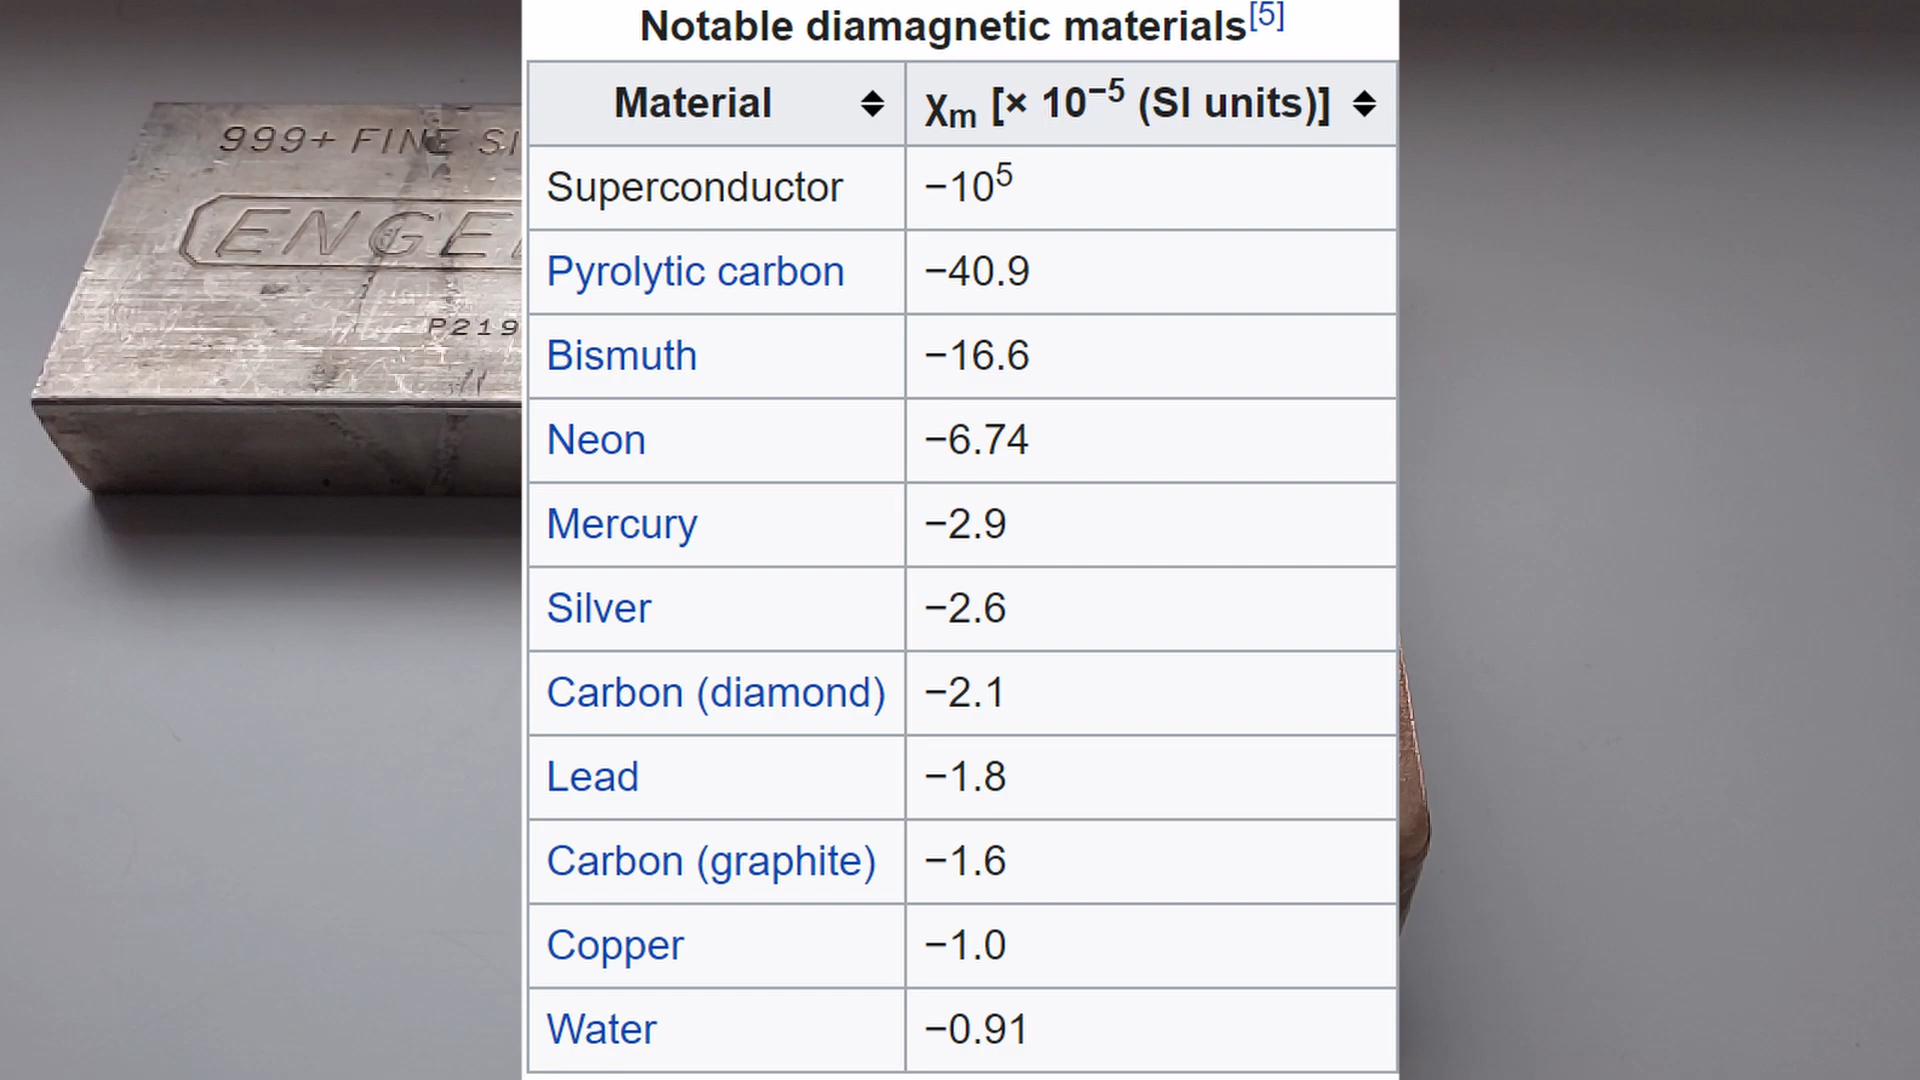 Notable diamagnetic materials[5]
Material χm [× 10−5 (SI units)]
Superconductor −105
Pyrolytic carbon −40.9
Bismuth −16.6
Neon −6.74
Mercury −2.9
Silver −2.6
Carbon (diamond) −2.1
Lead −1.8
Carbon (graphite) −1.6
Copper −1.0
Water −0.91
999+ FINE SI
ENGE
P219